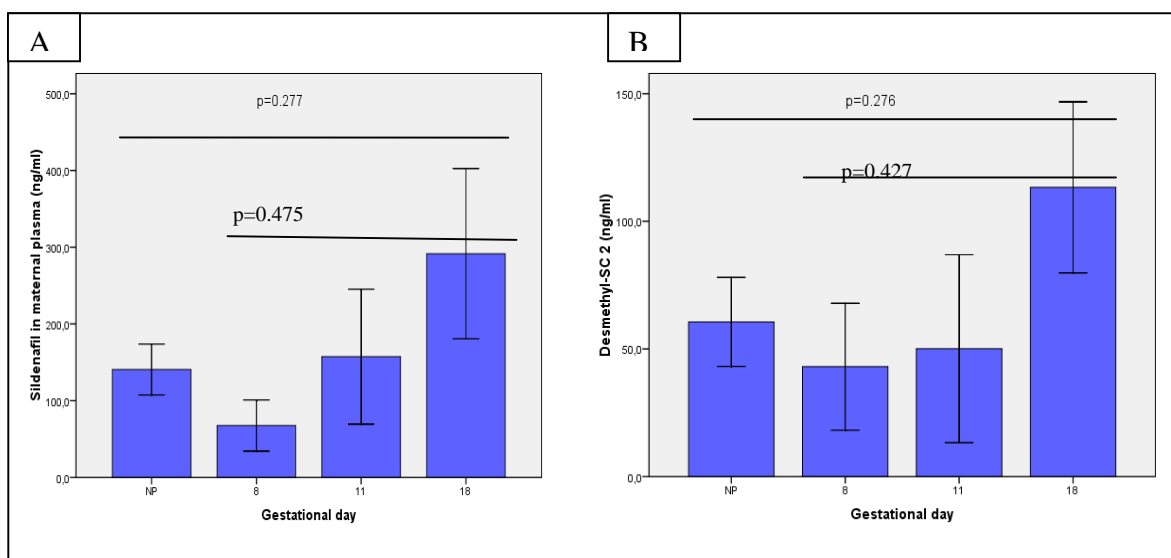 A
Sildenafil in maternal plasma (ng/ml)
500,0
400,0
300,0
200,0
100,0
0,0
p=0.277
p=0.475
NP 8 11 18
Gestational day
B
Desmethyl-SC 2 (ng/ml)
150,0
100,0
50,0
0,0
p=0.276
p=0.427
NP 8 11 18
Gestational day